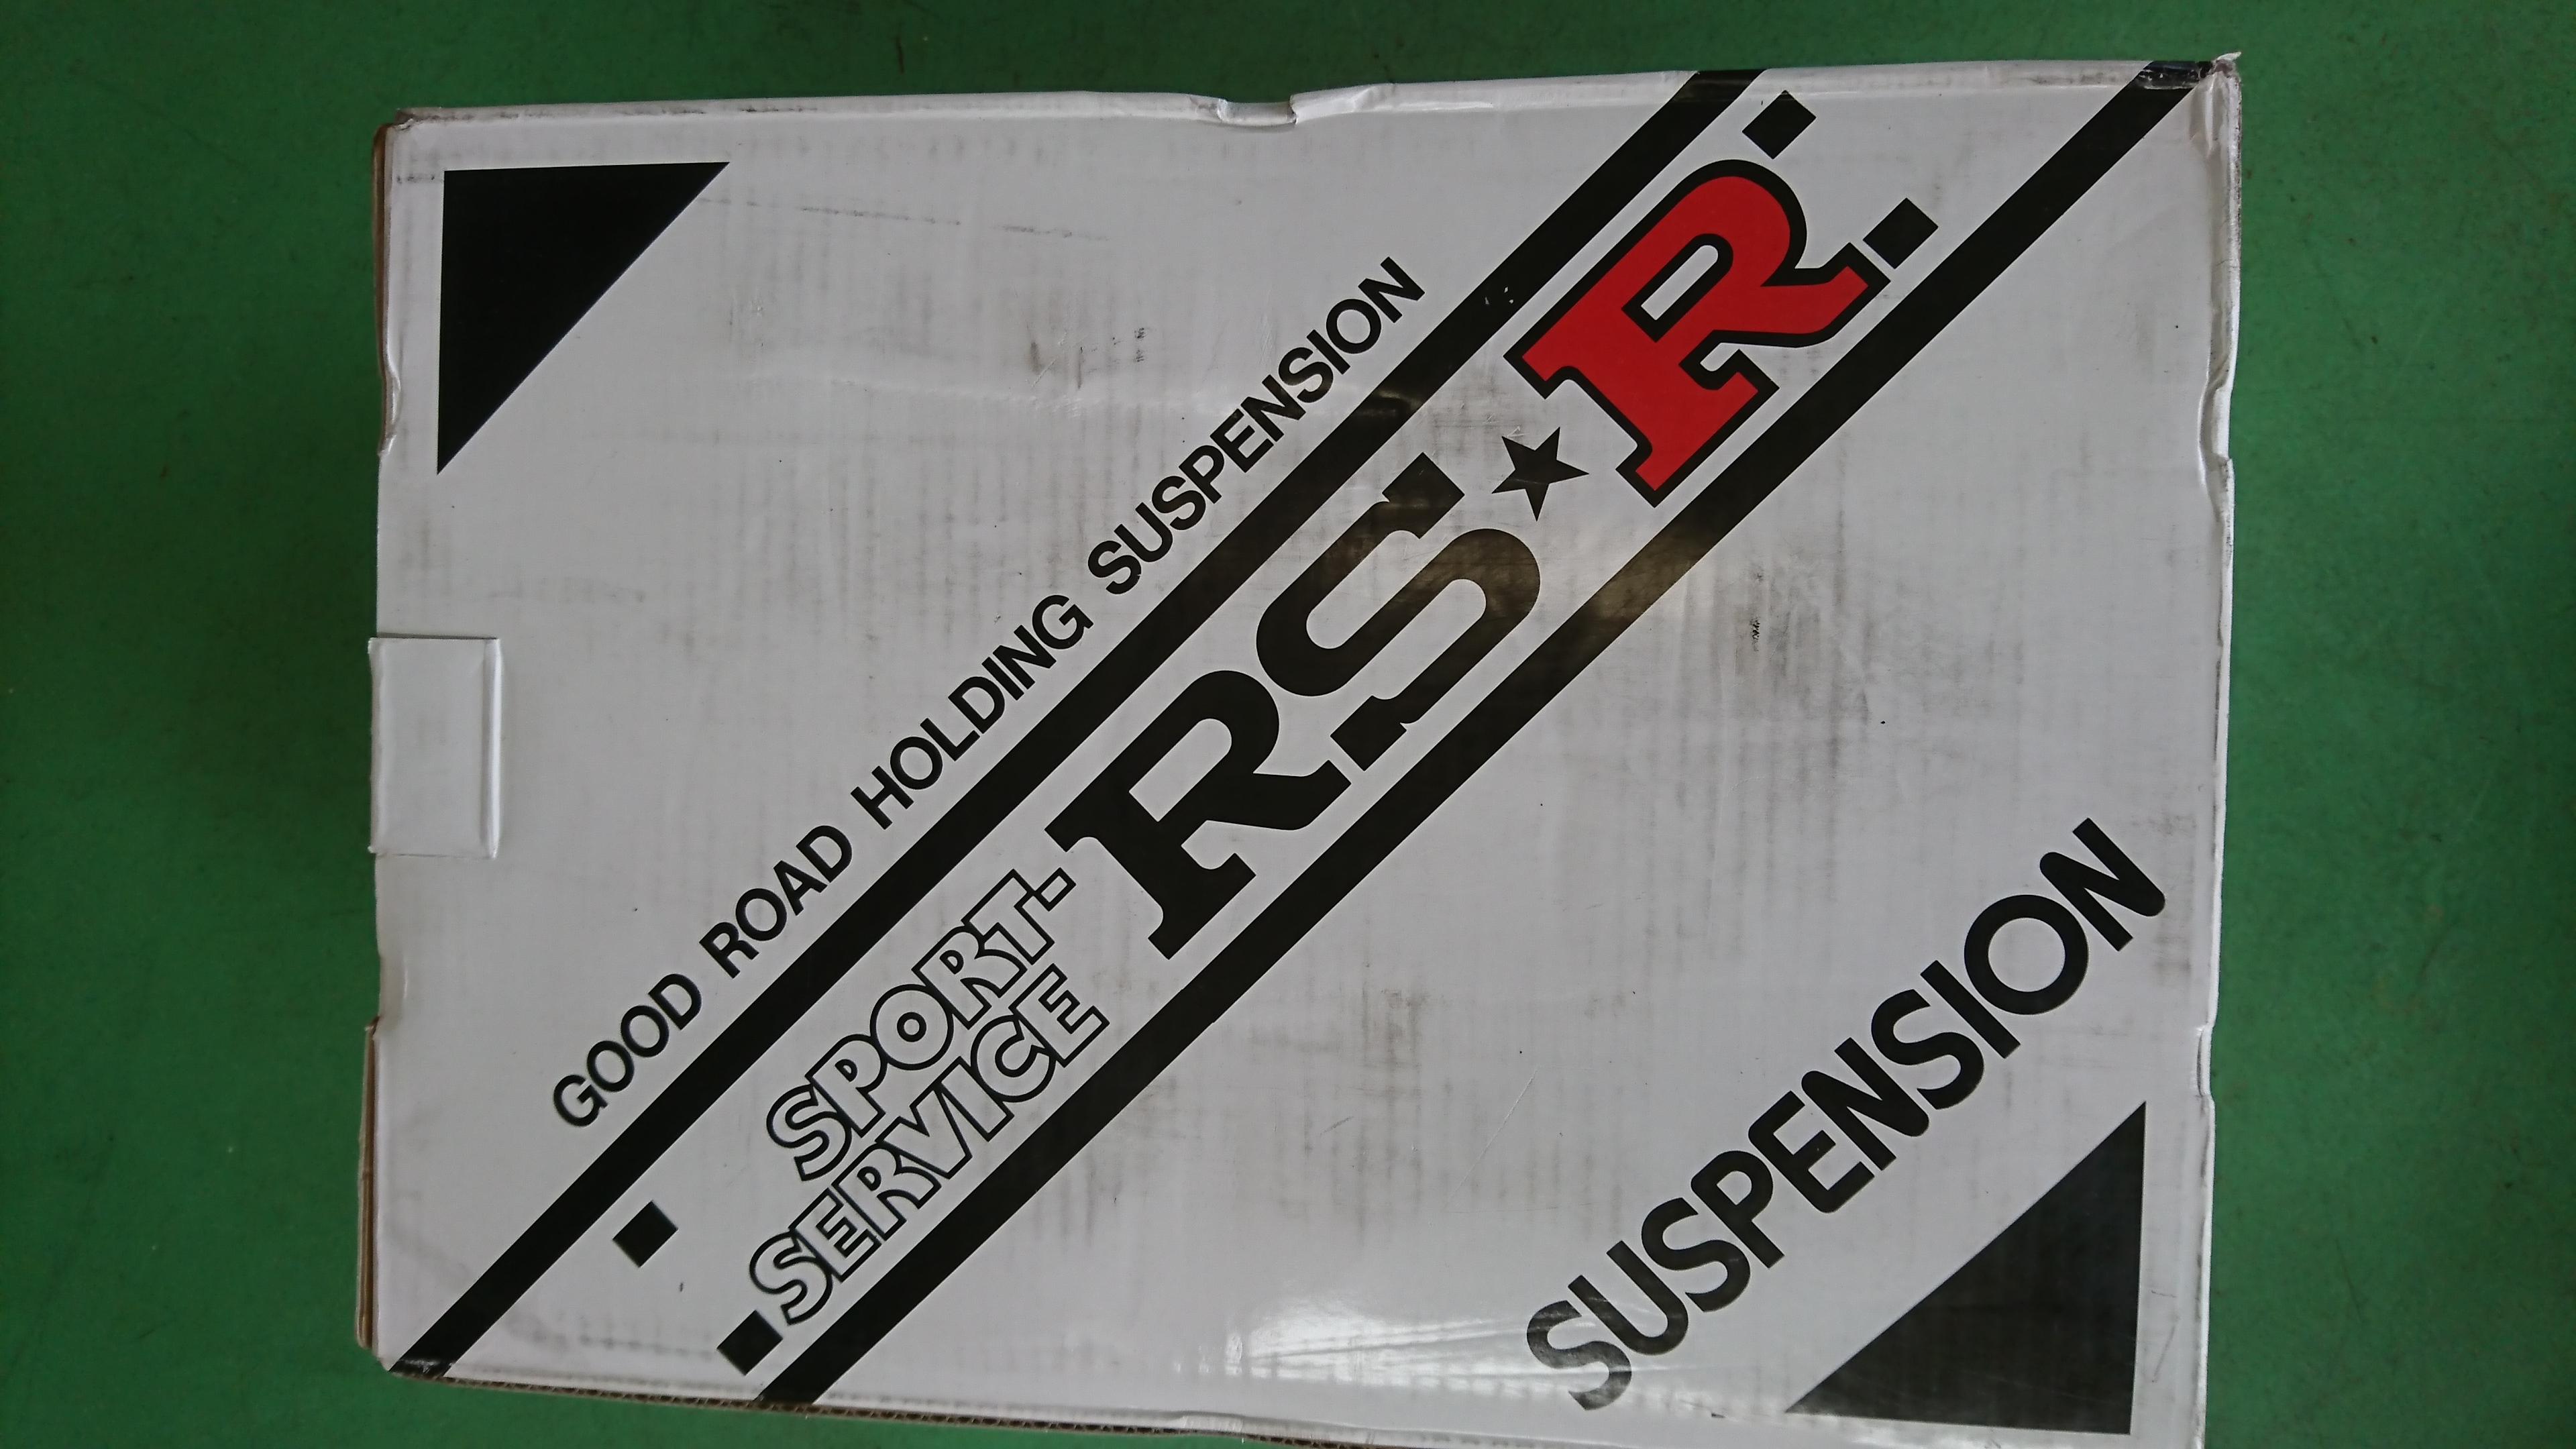 GOOD ROAD HOLDING SUSPENSION
SPORT-
SERVICE
RS★R
SUSPENSION